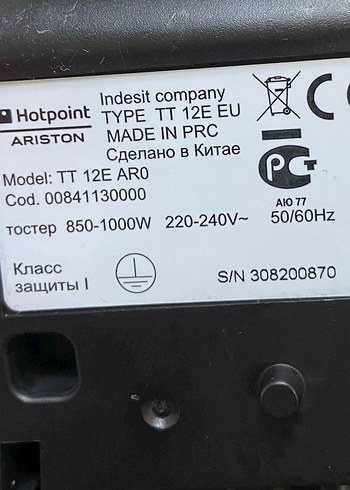 Indesit company
Hotpoint
TYPE TT 12E EU
ARISTON
MADE IN PRC
Сделано в Китае
Model: TT 12E AR0
Cod. 00841130000
АЮ 77
тостер 850-1000W 220-240V~ 50/60Hz
Класс
защиты I
S/N 308200870